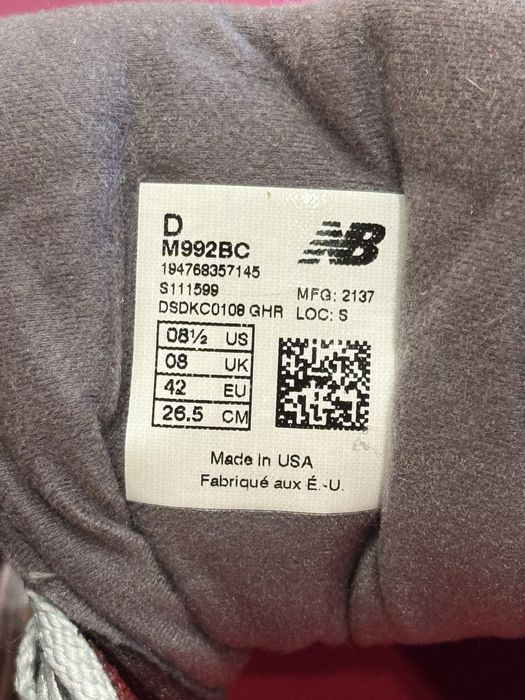 D
M992BC
NB
194768357145
S111599
MFG: 2137
DSDKC0108 GHR LOC: S
08½ US
08 UK
42 EU
26.5 CM
Made in USA
Fabriqué aux É.-U.